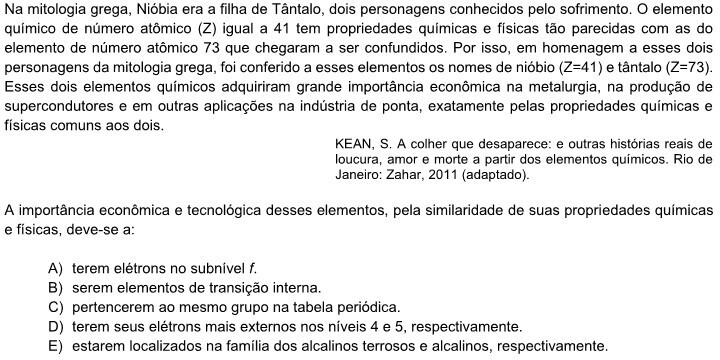 Na mitologia grega, Nióbia era a filha de Tântalo, dois personagens conhecidos pelo sofrimento. O elemento
químico de número atômico (Z) igual a 41 tem propriedades químicas e físicas tão parecidas com as do
elemento de número atômico 73 que chegaram a ser confundidos. Por isso, em homenagem a esses dois
personagens da mitologia grega, foi conferido a esses elementos os nomes de nióbio (Z=41) e tântalo (Z=73).
Esses dois elementos químicos adquiriram grande importância econômica na metalurgia, na produção de
supercondutores e em outras aplicações na indústria de ponta, exatamente pelas propriedades químicas e
físicas comuns aos dois.
KEAN, S. A colher que desaparece: e outras histórias reais de
loucura, amor e morte a partir dos elementos químicos. Rio de
Janeiro: Zahar, 2011 (adaptado).
A importância econômica e tecnológica desses elementos, pela similaridade de suas propriedades químicas
e físicas, deve-se a:
A) terem elétrons no subnível f.
B) serem elementos de transição interna.
C) pertencerem ao mesmo grupo na tabela periódica.
D) terem seus elétrons mais externos nos níveis 4 e 5, respectivamente.
E) estarem localizados na família dos alcalinos terrosos e alcalinos, respectivamente.